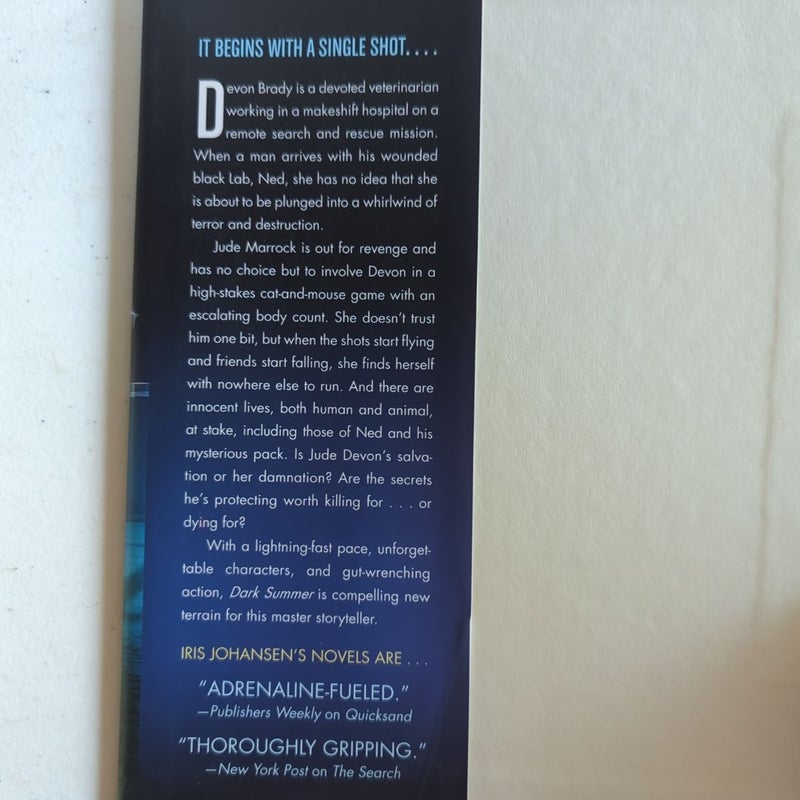 IT BEGINS WITH A SINGLE SHOT. . . .
Devon Brady is a devoted veterinarian
working in a makeshift hospital on a
remote search and rescue mission.
When a man arrives with his wounded
black Lab, Ned, she has no idea that she
is about to be plunged into a whirlwind of
terror and destruction.
Jude Marrock is out for revenge and
has no choice but to involve Devon in a
high-stakes cat-and-mouse game with an
escalating body count. She doesn't trust
him one bit, but when the shots start flying
and friends start falling, she finds herself
with nowhere else to run. And there are
innocent lives, both human and animal,
at stake, including those of Ned and his
mysterious pack. Is Jude Devon's salva-
tion or her damnation? Are the secrets
he's protecting worth killing for . . . or
dying for?
With a lightning-fast pace, unforget-
table characters, and gut-wrenching
action, Dark Summer is compelling new
terrain for this master storyteller.
IRIS JOHANSEN'S NOVELS ARE . . .
"ADRENALINE-FUELED."
—Publishers Weekly on Quicksand
"THOROUGHLY GRIPPING."
—New York Post on The Search